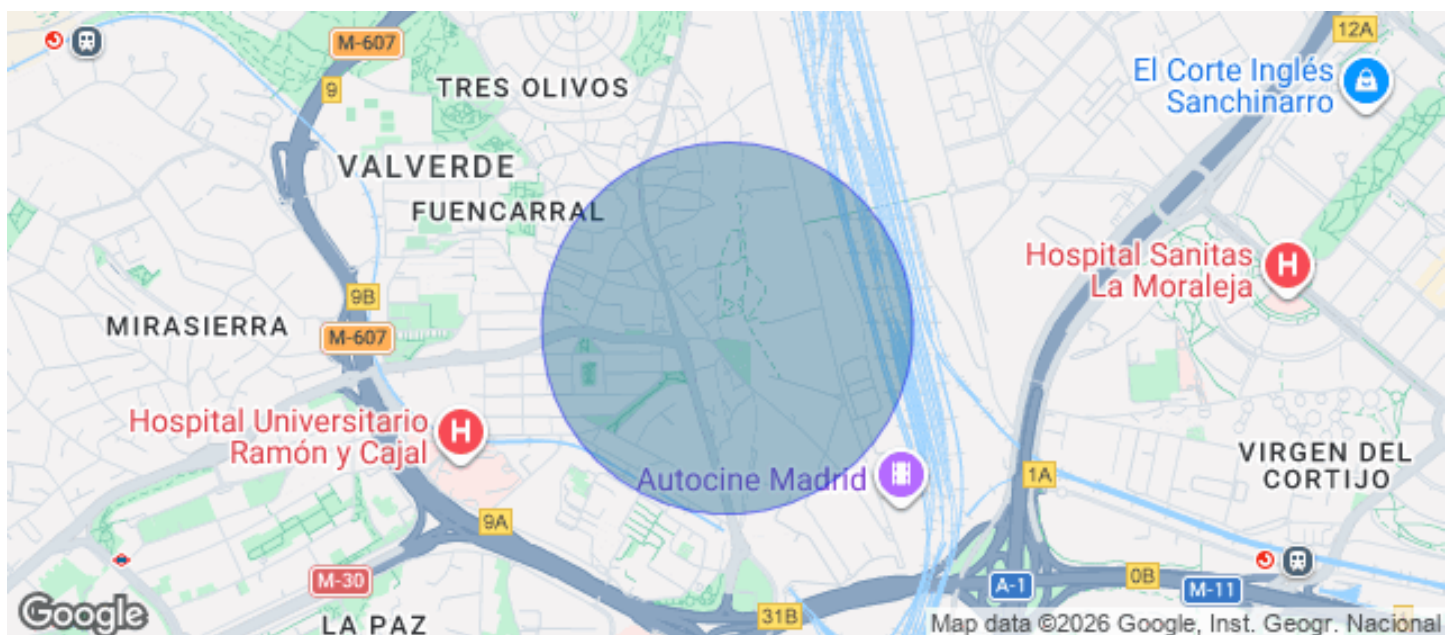 M-607
12A
El Corte Inglés
Sanchinarro
TRES OLIVOS
9
VALVERDE
FUENCARRAL
Hospital Sanitas
La Moraleja
9B
MIRASIERRA
M-607
Hospital Universitario
Ramón y Cajal
H
H
VIRGEN DEL
CORTIJO
Autocine Madrid
1A
9A
M-30
A-1
0B
M-11
31B
LA PAZ
Google
Map data ©2026 Google, Inst. Geogr. Nacional